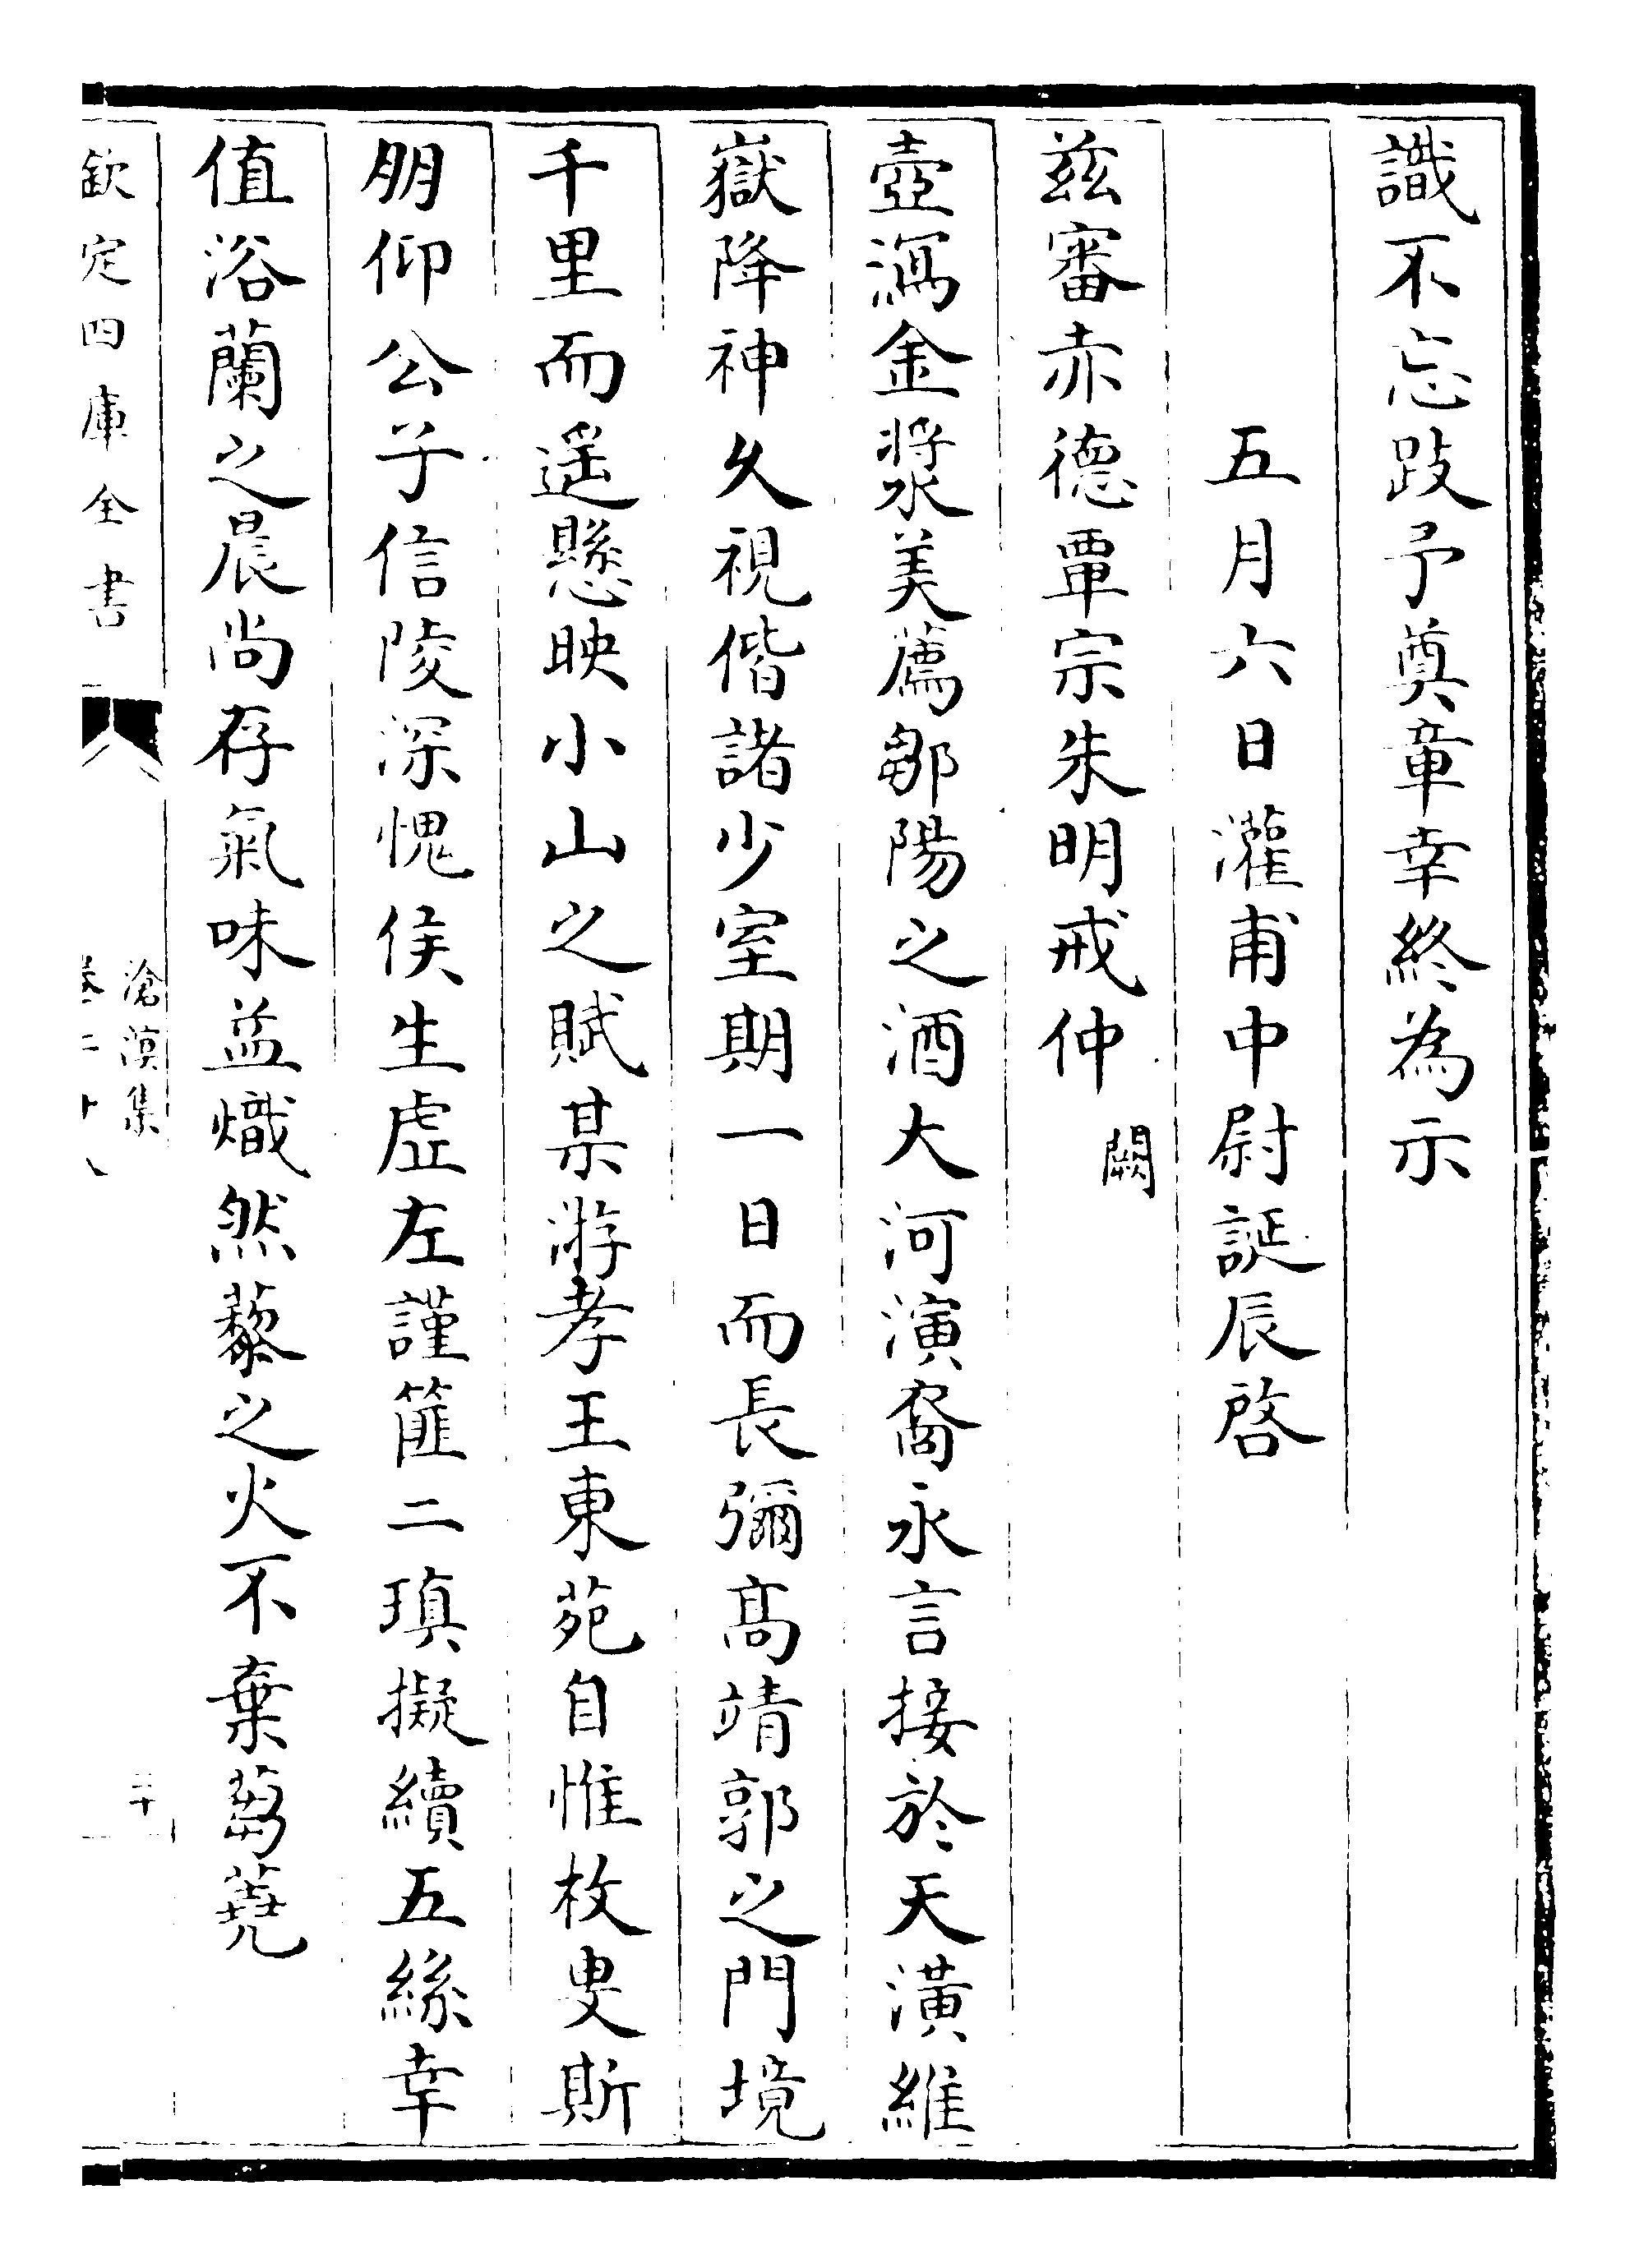 識不忘跂予奠章幸終為示
五月六日灌甫中尉誕辰啓
兹審赤德覃宗朱明戒仲闕
壺瀉金漿美薦鄒陽之酒大河演裔永言接於天潢維
嶽降神久視偕諸少室期一日而長彌髙靖郭之門境
千里而遥懸映小山之賦某游孝王東苑自惟枚叟斯
朋仰公子信陵深愧侯生虚左謹篚二瑱擬續五絲幸
值浴蘭之晨尚存氣味益熾然藜之火不棄蒭蕘
欽定四庫全書
滄溟集
卷二十八
二十